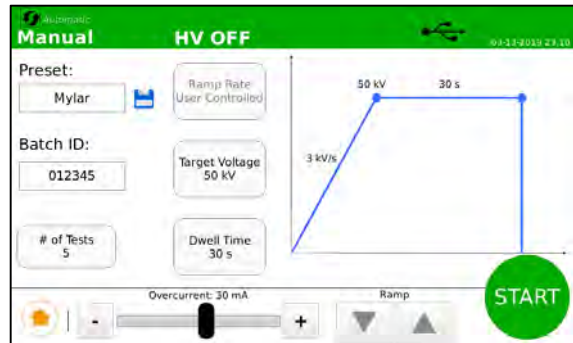 Automatic
Manual
HV OFF
03-13-2019 23:10
Preset:
Mylar
Batch ID:
012345
# of Tests
5
Ramp Rate
User Controlled
Target Voltage
50 kV
Dwell Time
30 s
50 kV
30 s
3 kV/s
Overcurrent: 30 mA
-
+
Ramp
START